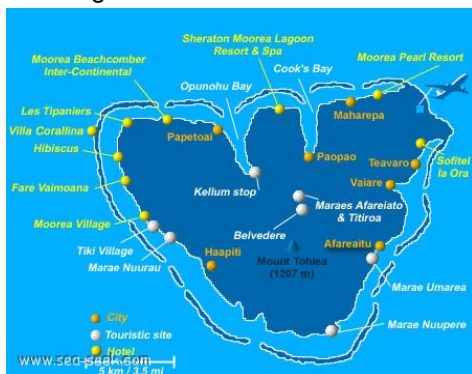 Sheraton Moorea Lagoon
Resort & Spa
Moorea Beachcomber
Inter-Continental
Cook's Bay
Moorea Pearl Resort
Opunohu Bay
Les Tipaniers
Maharepa
Villa Corallina
Papetoai
Hibiscus
Paopao
Sofitel
Ia Ora
Teavaro
Fare Vaimoana
Kellum stop
Vaiare
Maraes Afareiato
& Titiroa
Moorea Village
Belvedere
Tiki Village
Haapiti
Afareaitu
Marae Nuurau
Mount Tohiea
(1207 m)
Marae Umarea
City
Marae Nuupere
Touristic site
Hotel
www.sea-seek.com
5 km / 3.5 mi